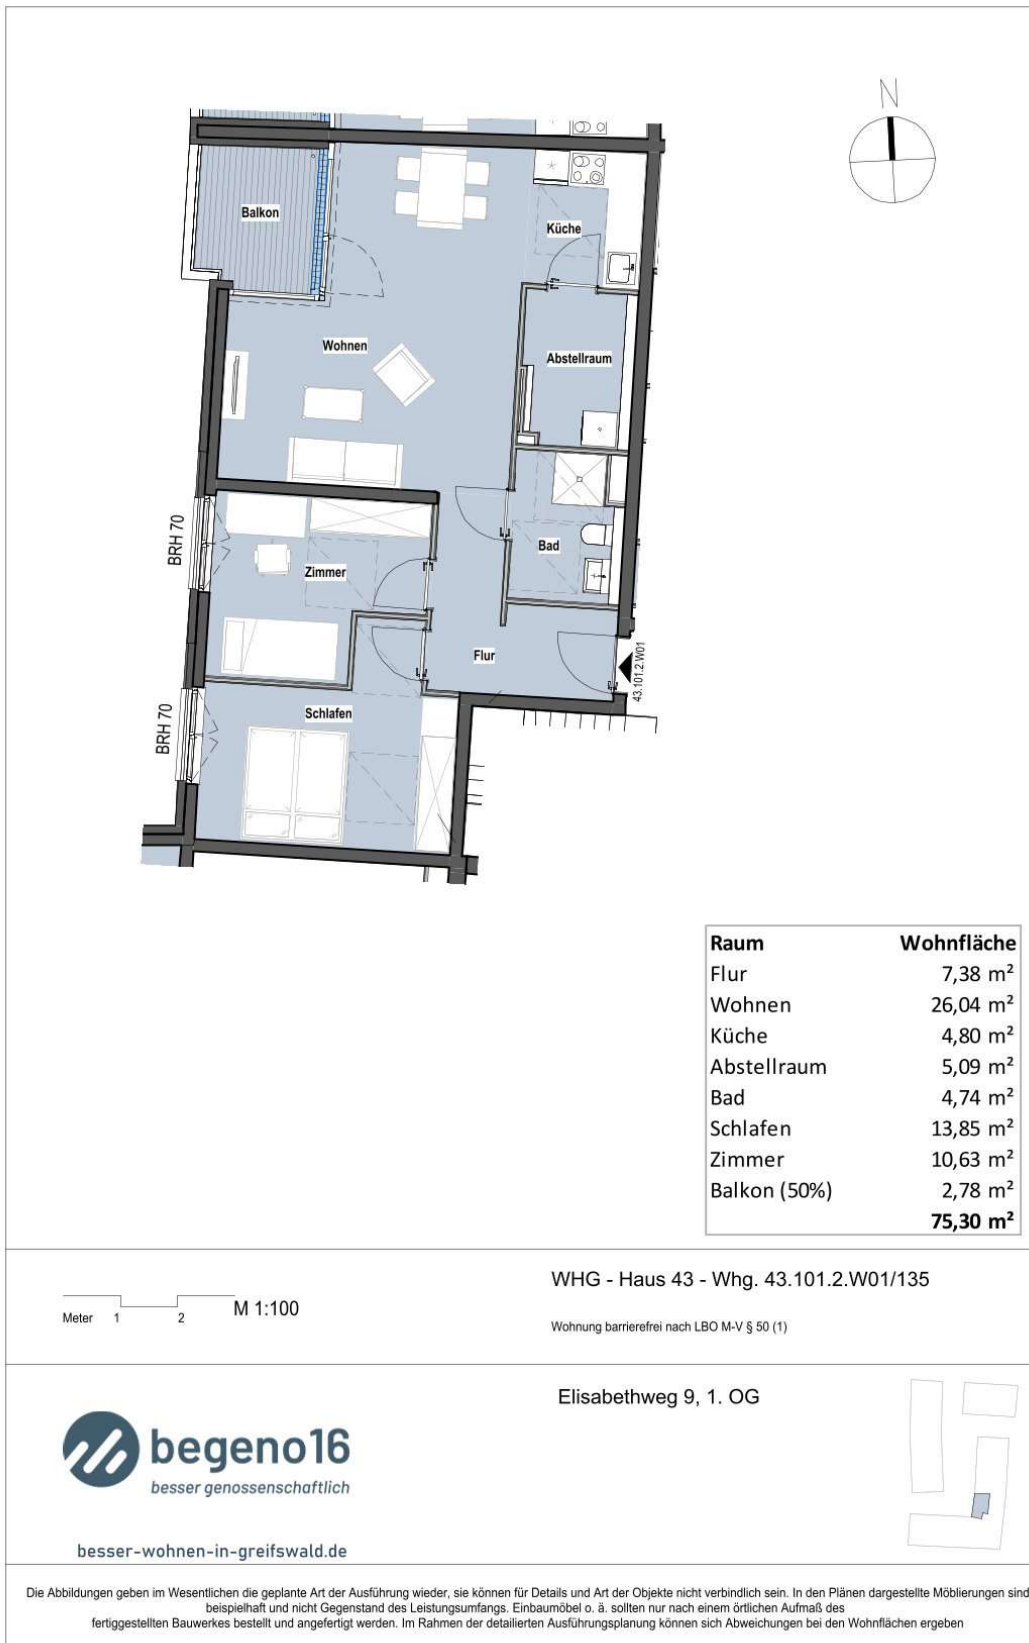 N
Balkon
Küche
Wohnen
Abstellraum
BRH 70
Bad
Zimmer
Flur
43.101.2.W01
BRH 70
Schlafen
Raum Wohnfläche
Flur 7,38 m²
Wohnen 26,04 m²
Küche 4,80 m²
Abstellraum 5,09 m²
Bad 4,74 m²
Schlafen 13,85 m²
Zimmer 10,63 m²
Balkon (50%) 2,78 m²
75,30 m²
WHG - Haus 43 - Whg. 43.101.2.W01/135
Meter 1 2 M 1:100
Wohnung barrierefrei nach LBO M-V § 50 (1)
Elisabethweg 9, 1. OG
begeno16
besser genossenschaftlich
besser-wohnen-in-greifswald.de
Die Abbildungen geben im Wesentlichen die geplante Art der Ausführung wieder, sie können für Details und Art der Objekte nicht verbindlich sein. In den Plänen dargestellte Möblierungen sind
beispielhaft und nicht Gegenstand des Leistungsumfangs. Einbaumöbel o. ä. sollten nur nach einem örtlichen Aufmaß des
fertiggestellten Bauwerkes bestellt und angefertigt werden. Im Rahmen der detailierten Ausführungsplanung können sich Abweichungen bei den Wohnflächen ergeben